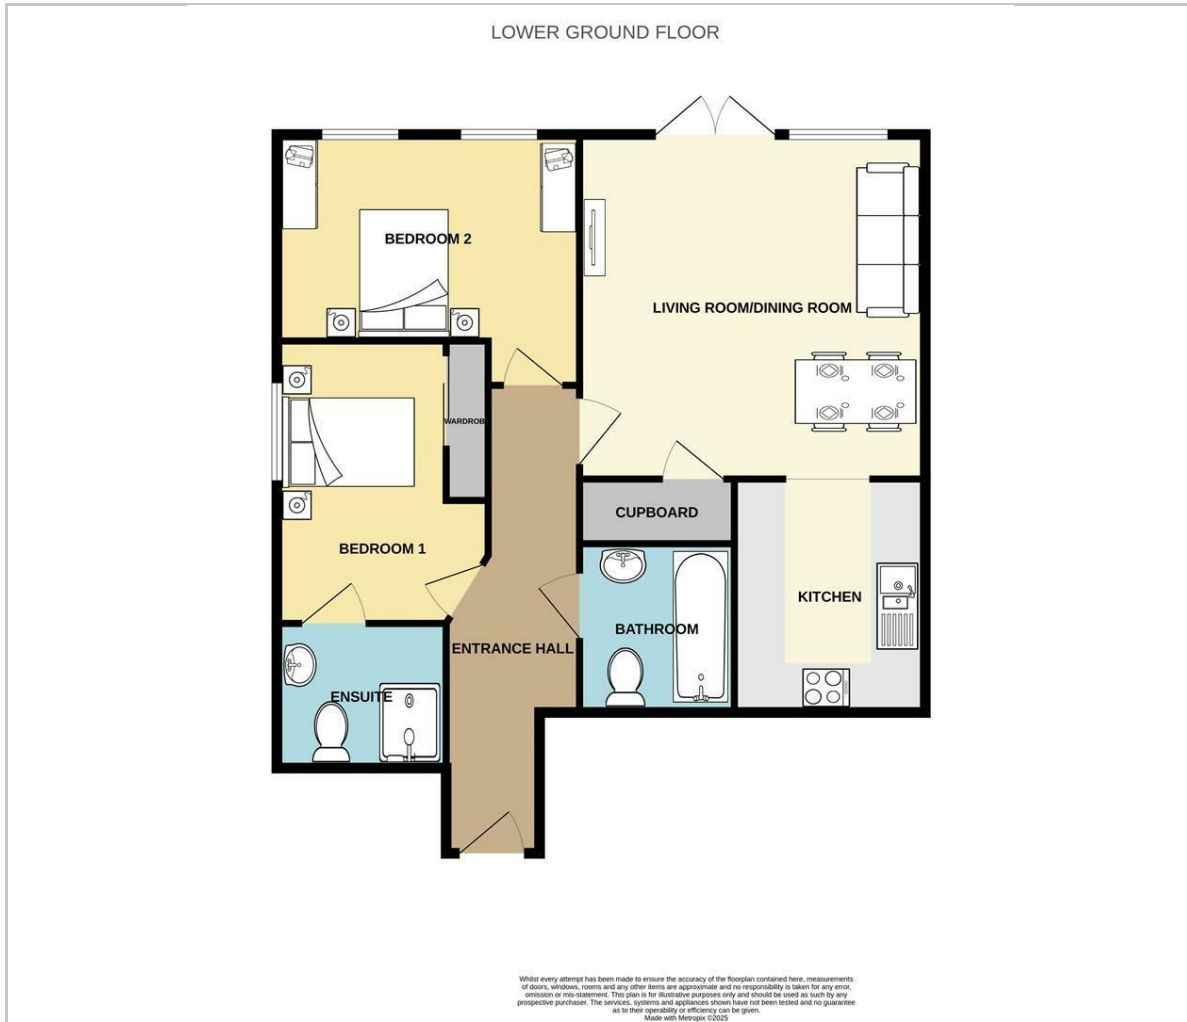 LOWER GROUND FLOOR
BEDROOM 2
LIVING ROOM/DINING ROOM
WARDROB
CUPBOARD
BEDROOM 1
KITCHEN
BATHROOM
ENTRANCE HALL
ENSUITE
Whilst every attempt has been made to ensure the accuracy of the floorplan contained here, measurements
of doors, windows, rooms and any other items are approximate and no responsibility is taken for any error,
omission or mis-statement. This plan is for illustrative purposes only and should be used as such by any
prospective purchaser. The services, systems and appliances shown have not been tested and no guarantee
as to their operability or efficiency can be given.
Made with Metropix ©2025